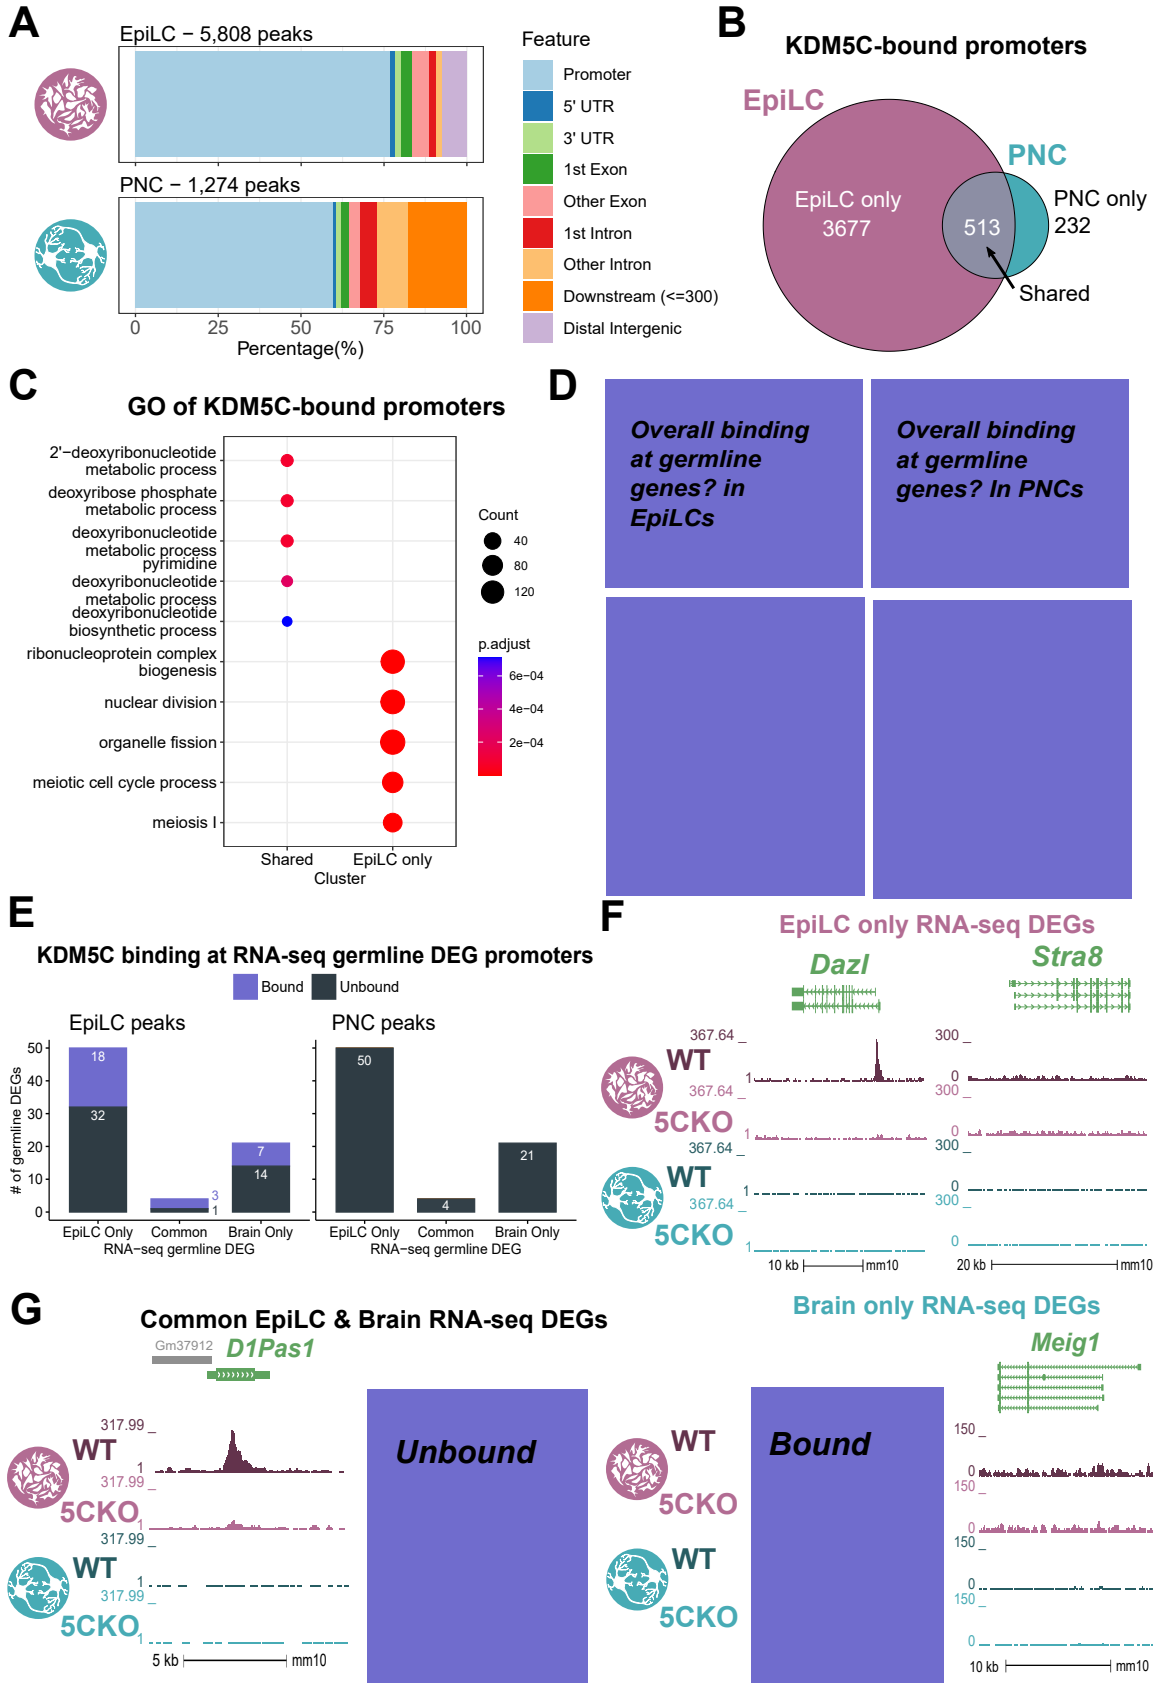 A
EpiLC − 5,808 peaks
PNC − 1,274 peaks
0 25 50 75 100
Percentage(%)
Feature
Promoter
5' UTR
3' UTR
1st Exon
Other Exon
1st Intron
Other Intron
Downstream (<=300)
Distal Intergenic
B
KDM5C-bound promoters
EpiLC
PNC
EpiLC only
3677
513
PNC only
232
Shared
C
GO of KDM5C-bound promoters
2'−deoxyribonucleotide
metabolic process
deoxyribose phosphate
metabolic process
deoxyribonucleotide
metabolic process
pyrimidine
deoxyribonucleotide
metabolic process
deoxyribonucleotide
biosynthetic process
ribonucleoprotein complex
biogenesis
nuclear division
organelle fission
meiotic cell cycle process
meiosis I
Shared EpiLC only
Cluster
Count
40
80
120
p.adjust
6e−04
4e−04
2e−04
D
Overall binding
at germline
genes? in
EpiLCs
Overall binding
at germline
genes? In PNCs
E
KDM5C binding at RNA-seq germline DEG promoters
Bound Unbound
EpiLC peaks
PNC peaks
# of germline DEGs
50
40
30
20
10
0
18
32
3
1
7
14
50
4
21
EpiLC Only Common Brain Only
RNA−seq germline DEG
EpiLC Only Common Brain Only
RNA−seq germline DEG
F
EpiLC only RNA-seq DEGs
Dazl
Stra8
367.64 _
WT
1
367.64 _
5CKO
1
367.64 _
WT
1
367.64 _
5CKO
1
10 kb mm10
300 _
0
300 _
0
300 _
0
300 _
0
20 kb mm10
G
Common EpiLC & Brain RNA-seq DEGs
Gm37912
D1Pas1
317.99 _
WT
1
317.99 _
5CKO
1
317.99 _
WT
1
317.99 _
5CKO
1
5 kb mm10
Unbound
Brain only RNA-seq DEGs
Meig1
WT
5CKO
WT
5CKO
Bound
150 _
0
150 _
0
150 _
0
150 _
0
10 kb mm10